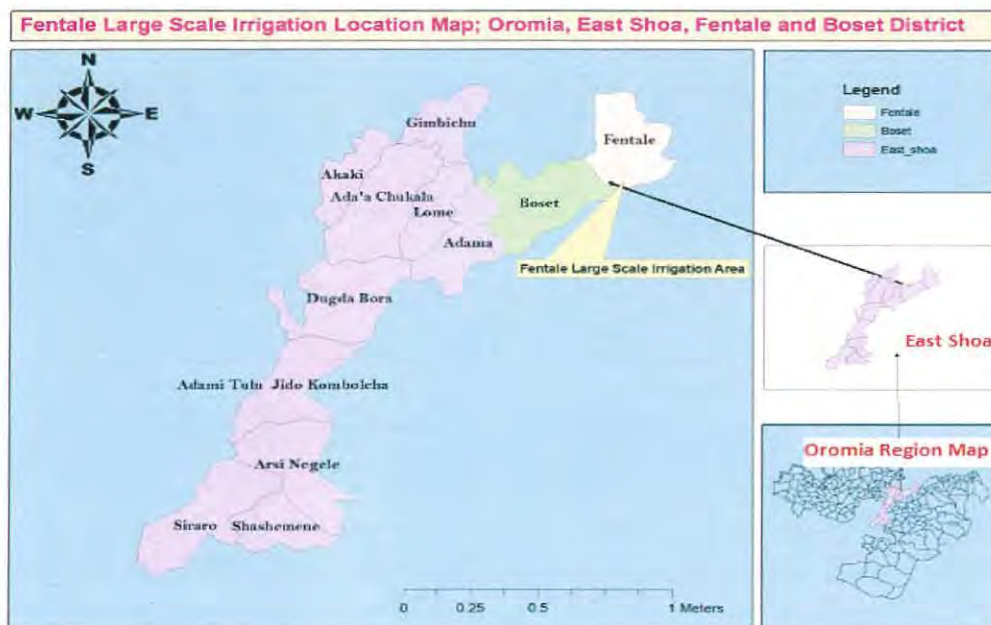 Fentale Large Scale Irrigation Location Map; Oromia, East Shoa, Fentale and Boset District
N
W E
S
Gimbichu
Fentale
Akaki
Ada'a Chukala
Lome
Boset
Adama
Fentale Large Scale Irrigation Area
Dugda Bora
Adami Tulu Jido Kombolcha
Arsi Negele
Siraro Shashemene
0 0.25 0.5 1 Meters
Legend
Fentale
Boset
East_shoa
East Shoa
Oromia Region Map